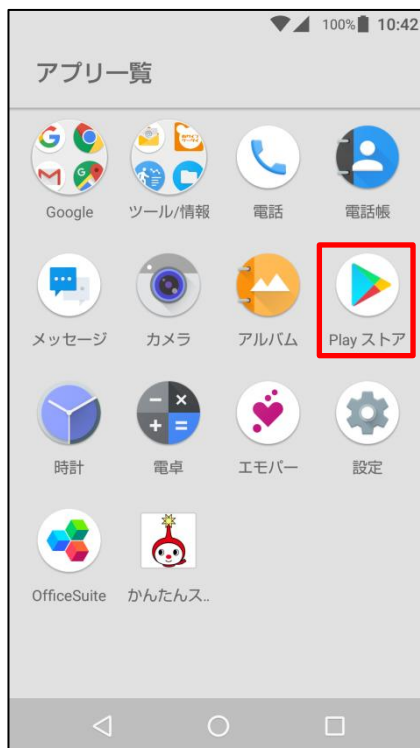 100% 10:42
アプリ一覧
Google ツール/情報 電話 電話帳
メッセージ カメラ アルバム Play ストア
時計 電卓 エモパー 設定
OfficeSuite かんたんス..